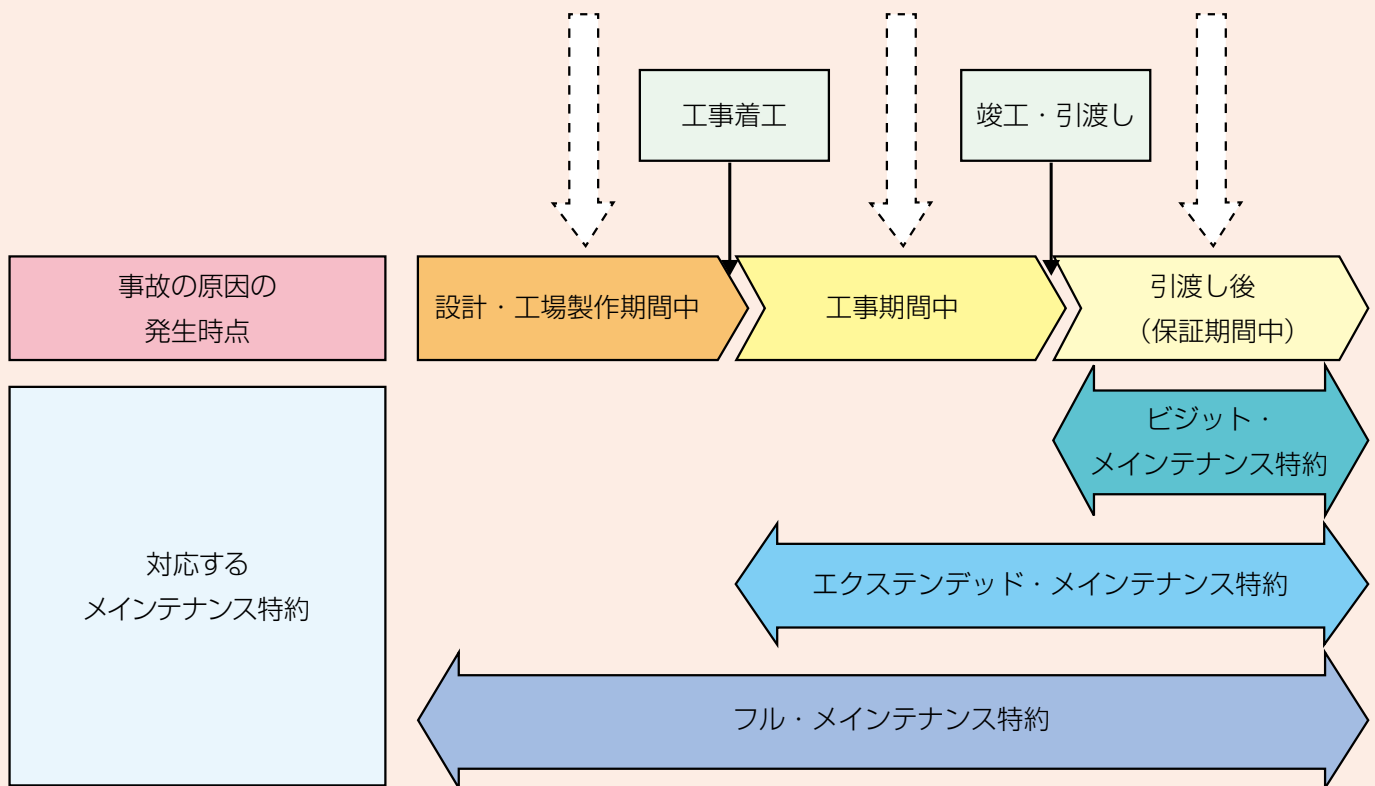 工事着工
竣工・引渡し
事故の原因の
発生時点
設計・工場製作期間中
工事期間中
引渡し後
（保証期間中）
対応する
メインテナンス特約
ビジット・
メインテナンス特約
エクステンデッド・メインテナンス特約
フル・メインテナンス特約